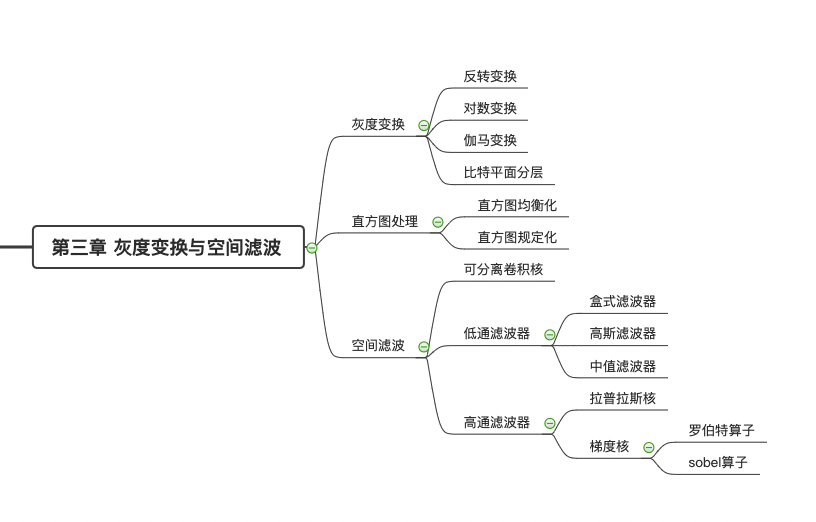 第三章 灰度变换与空间滤波
灰度变换
反转变换
对数变换
伽马变换
比特平面分层
直方图处理
直方图均衡化
直方图规定化
空间滤波
可分离卷积核
低通滤波器
盒式滤波器
高斯滤波器
中值滤波器
高通滤波器
拉普拉斯核
梯度核
罗伯特算子
sobel算子